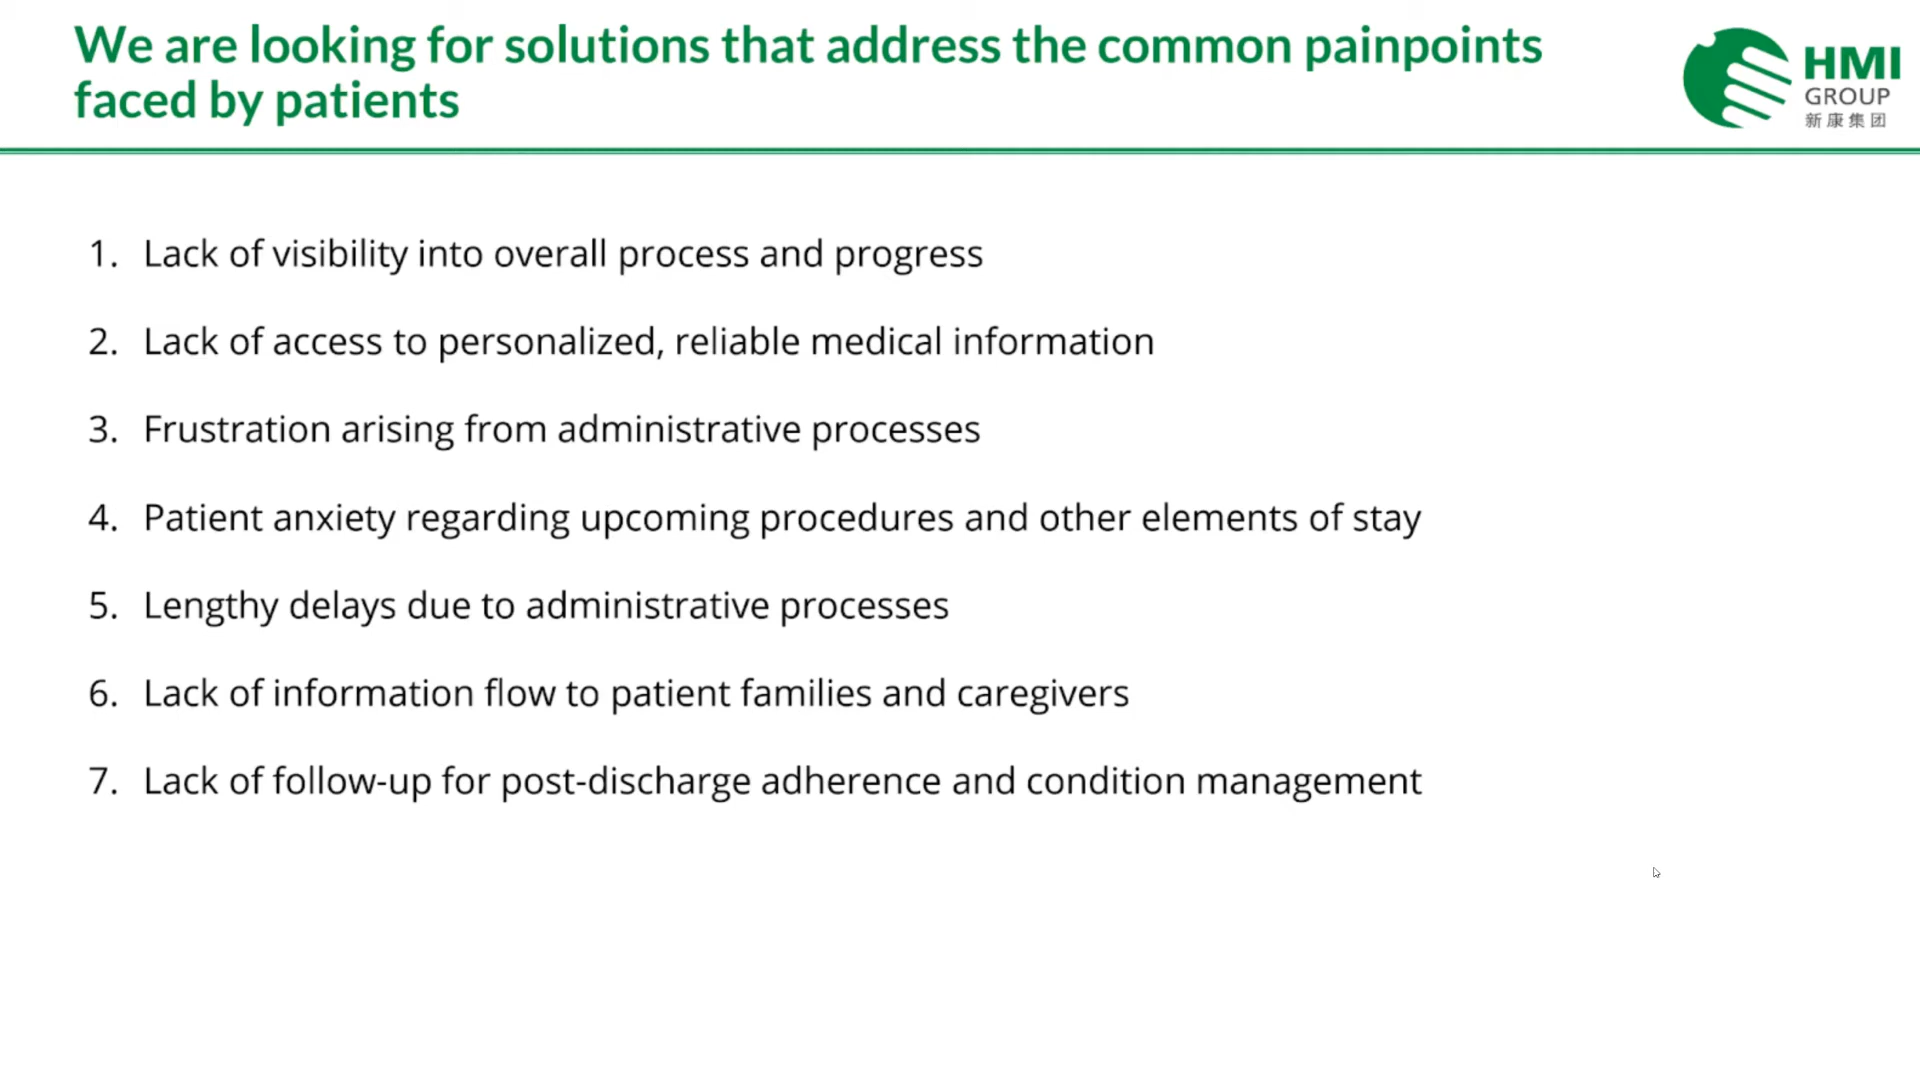 We are looking for solutions that address the common painpoints
faced by patients
HMI
GROUP
新康集团
1. Lack of visibility into overall process and progress
2. Lack of access to personalized, reliable medical information
3. Frustration arising from administrative processes
4. Patient anxiety regarding upcoming procedures and other elements of stay
5. Lengthy delays due to administrative processes
6. Lack of information flow to patient families and caregivers
7. Lack of follow-up for post-discharge adherence and condition management